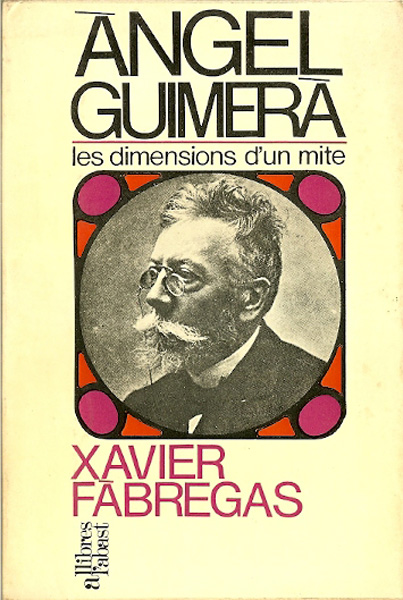 ÀNGEL
GUIMERÀ
les dimensions d'un mite
XAVIER
FÀBREGAS
llibres
a l'abast